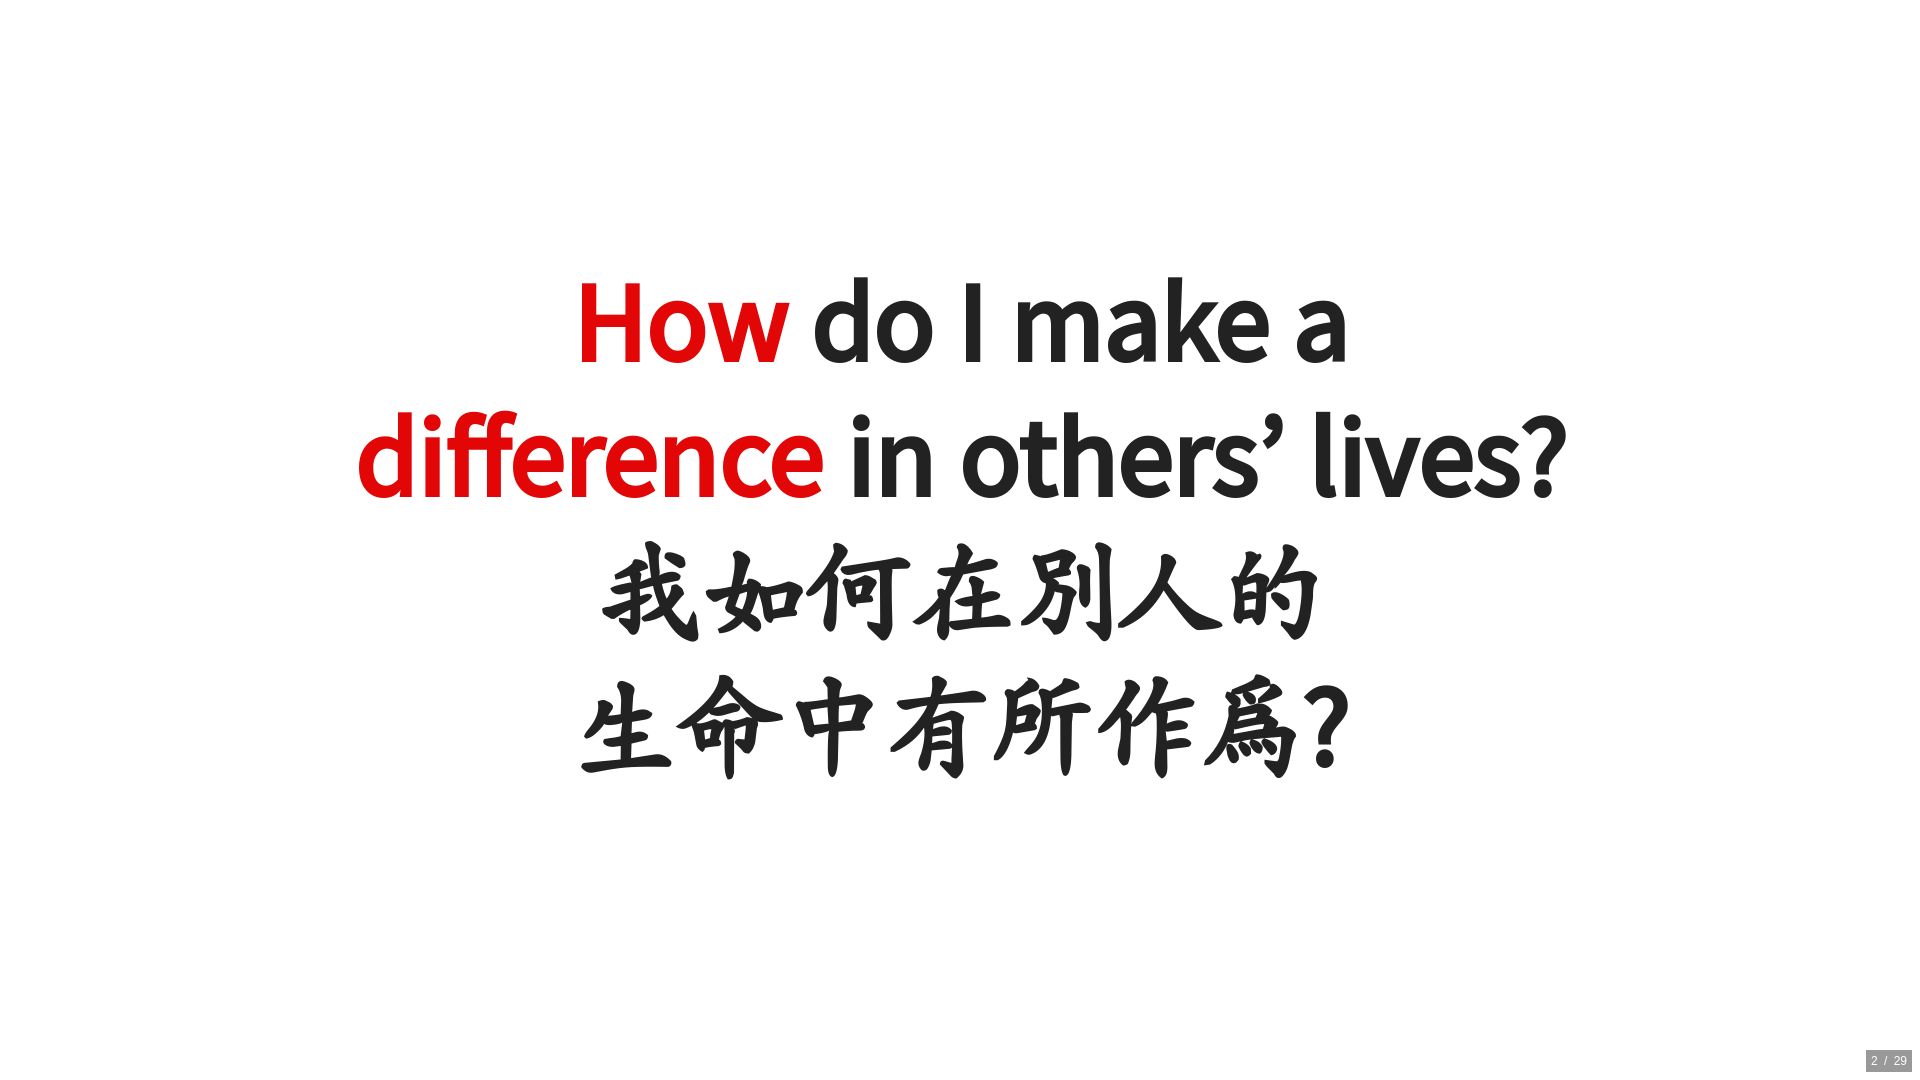 How do I make a
difference in others’ lives?
我如何在別人的
生命中有所作爲?
2 / 29